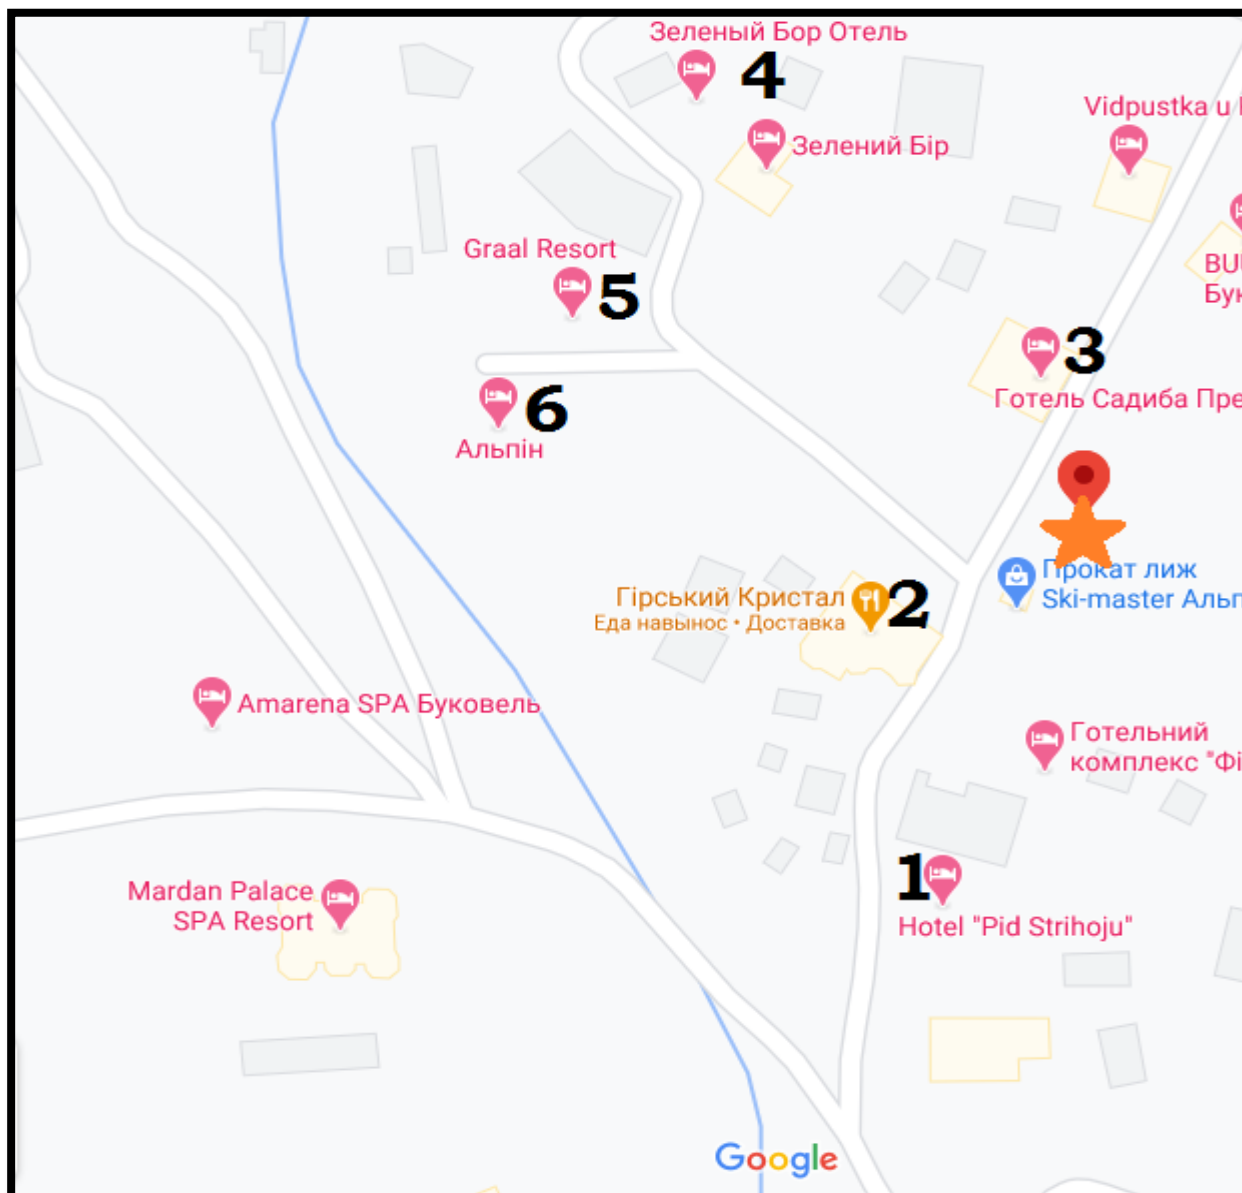 Зеленый Бор Отель
4
Vidpustka u
Зелений Бір
Graal Resort
5
BU
Бук
3
Готель Садиба Пре
6
Альпін
Прокат лиж
Ski-master Альп
Гірський Кристал
Еда навынос • Доставка
2
Amarena SPA Буковель
Готельний
комплекс "Фі
Mardan Palace
SPA Resort
1
Hotel "Pid Strihoju"
Google